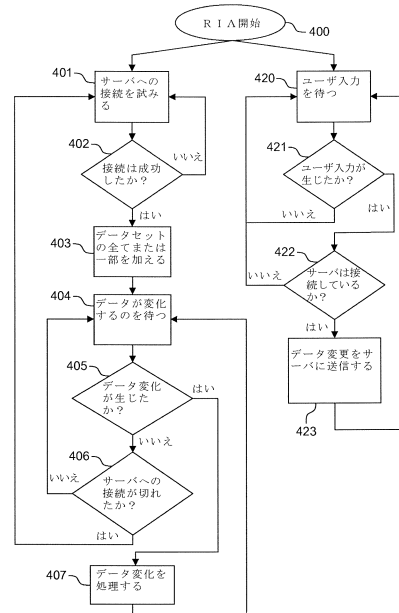 RIA開始
400
401
サーバへの
接続を試み
る
402
接続は成功
したか?
いいえ
はい
403
データセット
の全てまたは
一部を加える
404
データが変化
するのを待つ
405
データ変化
が生じた
か?
はい
いいえ
406
サーバへの
接続が切れ
たか?
いいえ
はい
407
データ変化を
処理する
420
ユーザ入力
を待つ
421
ユーザ入力が
生じたか?
いいえ
はい
422
サーバは接
続している
か?
いいえ
はい
データ変更をサ
ーバに送信する
423